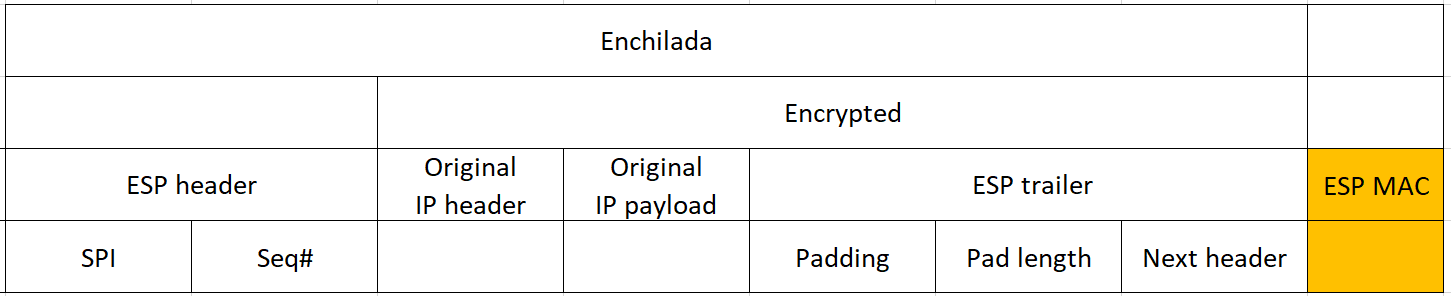 Enchilada
Encrypted
ESP header
Original
IP header
Original
IP payload
ESP trailer
ESP MAC
SPI
Seq#
Padding
Pad length
Next header